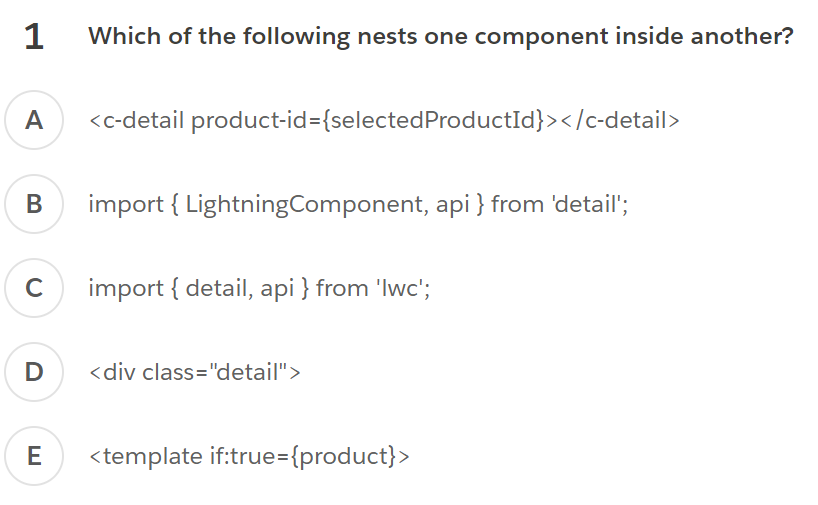 1 Which of the following nests one component inside another?
A <c-detail product-id={selectedProductId}></c-detail>
B import { LightningComponent, api } from 'detail';
C import { detail, api } from 'lwc';
D <div class="detail">
E <template if:true={product}>